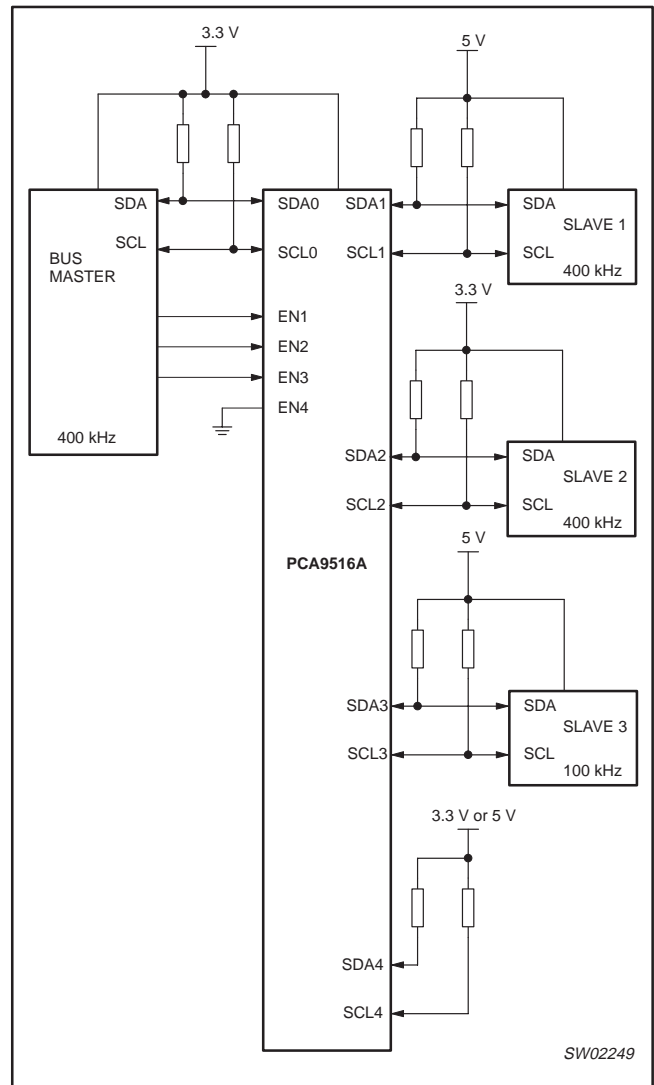 3.3 V
5 V
SDA
SCL
BUS
MASTER
400 kHz
SDA0
SCL0
EN1
EN2
EN3
EN4
PCA9516A
SDA1
SCL1
SDA
SLAVE 1
SCL
400 kHz
3.3 V
SDA2
SCL2
SDA
SLAVE 2
SCL
400 kHz
5 V
SDA3
SCL3
SDA
SLAVE 3
SCL
100 kHz
3.3 V or 5 V
SDA4
SCL4
SW02249